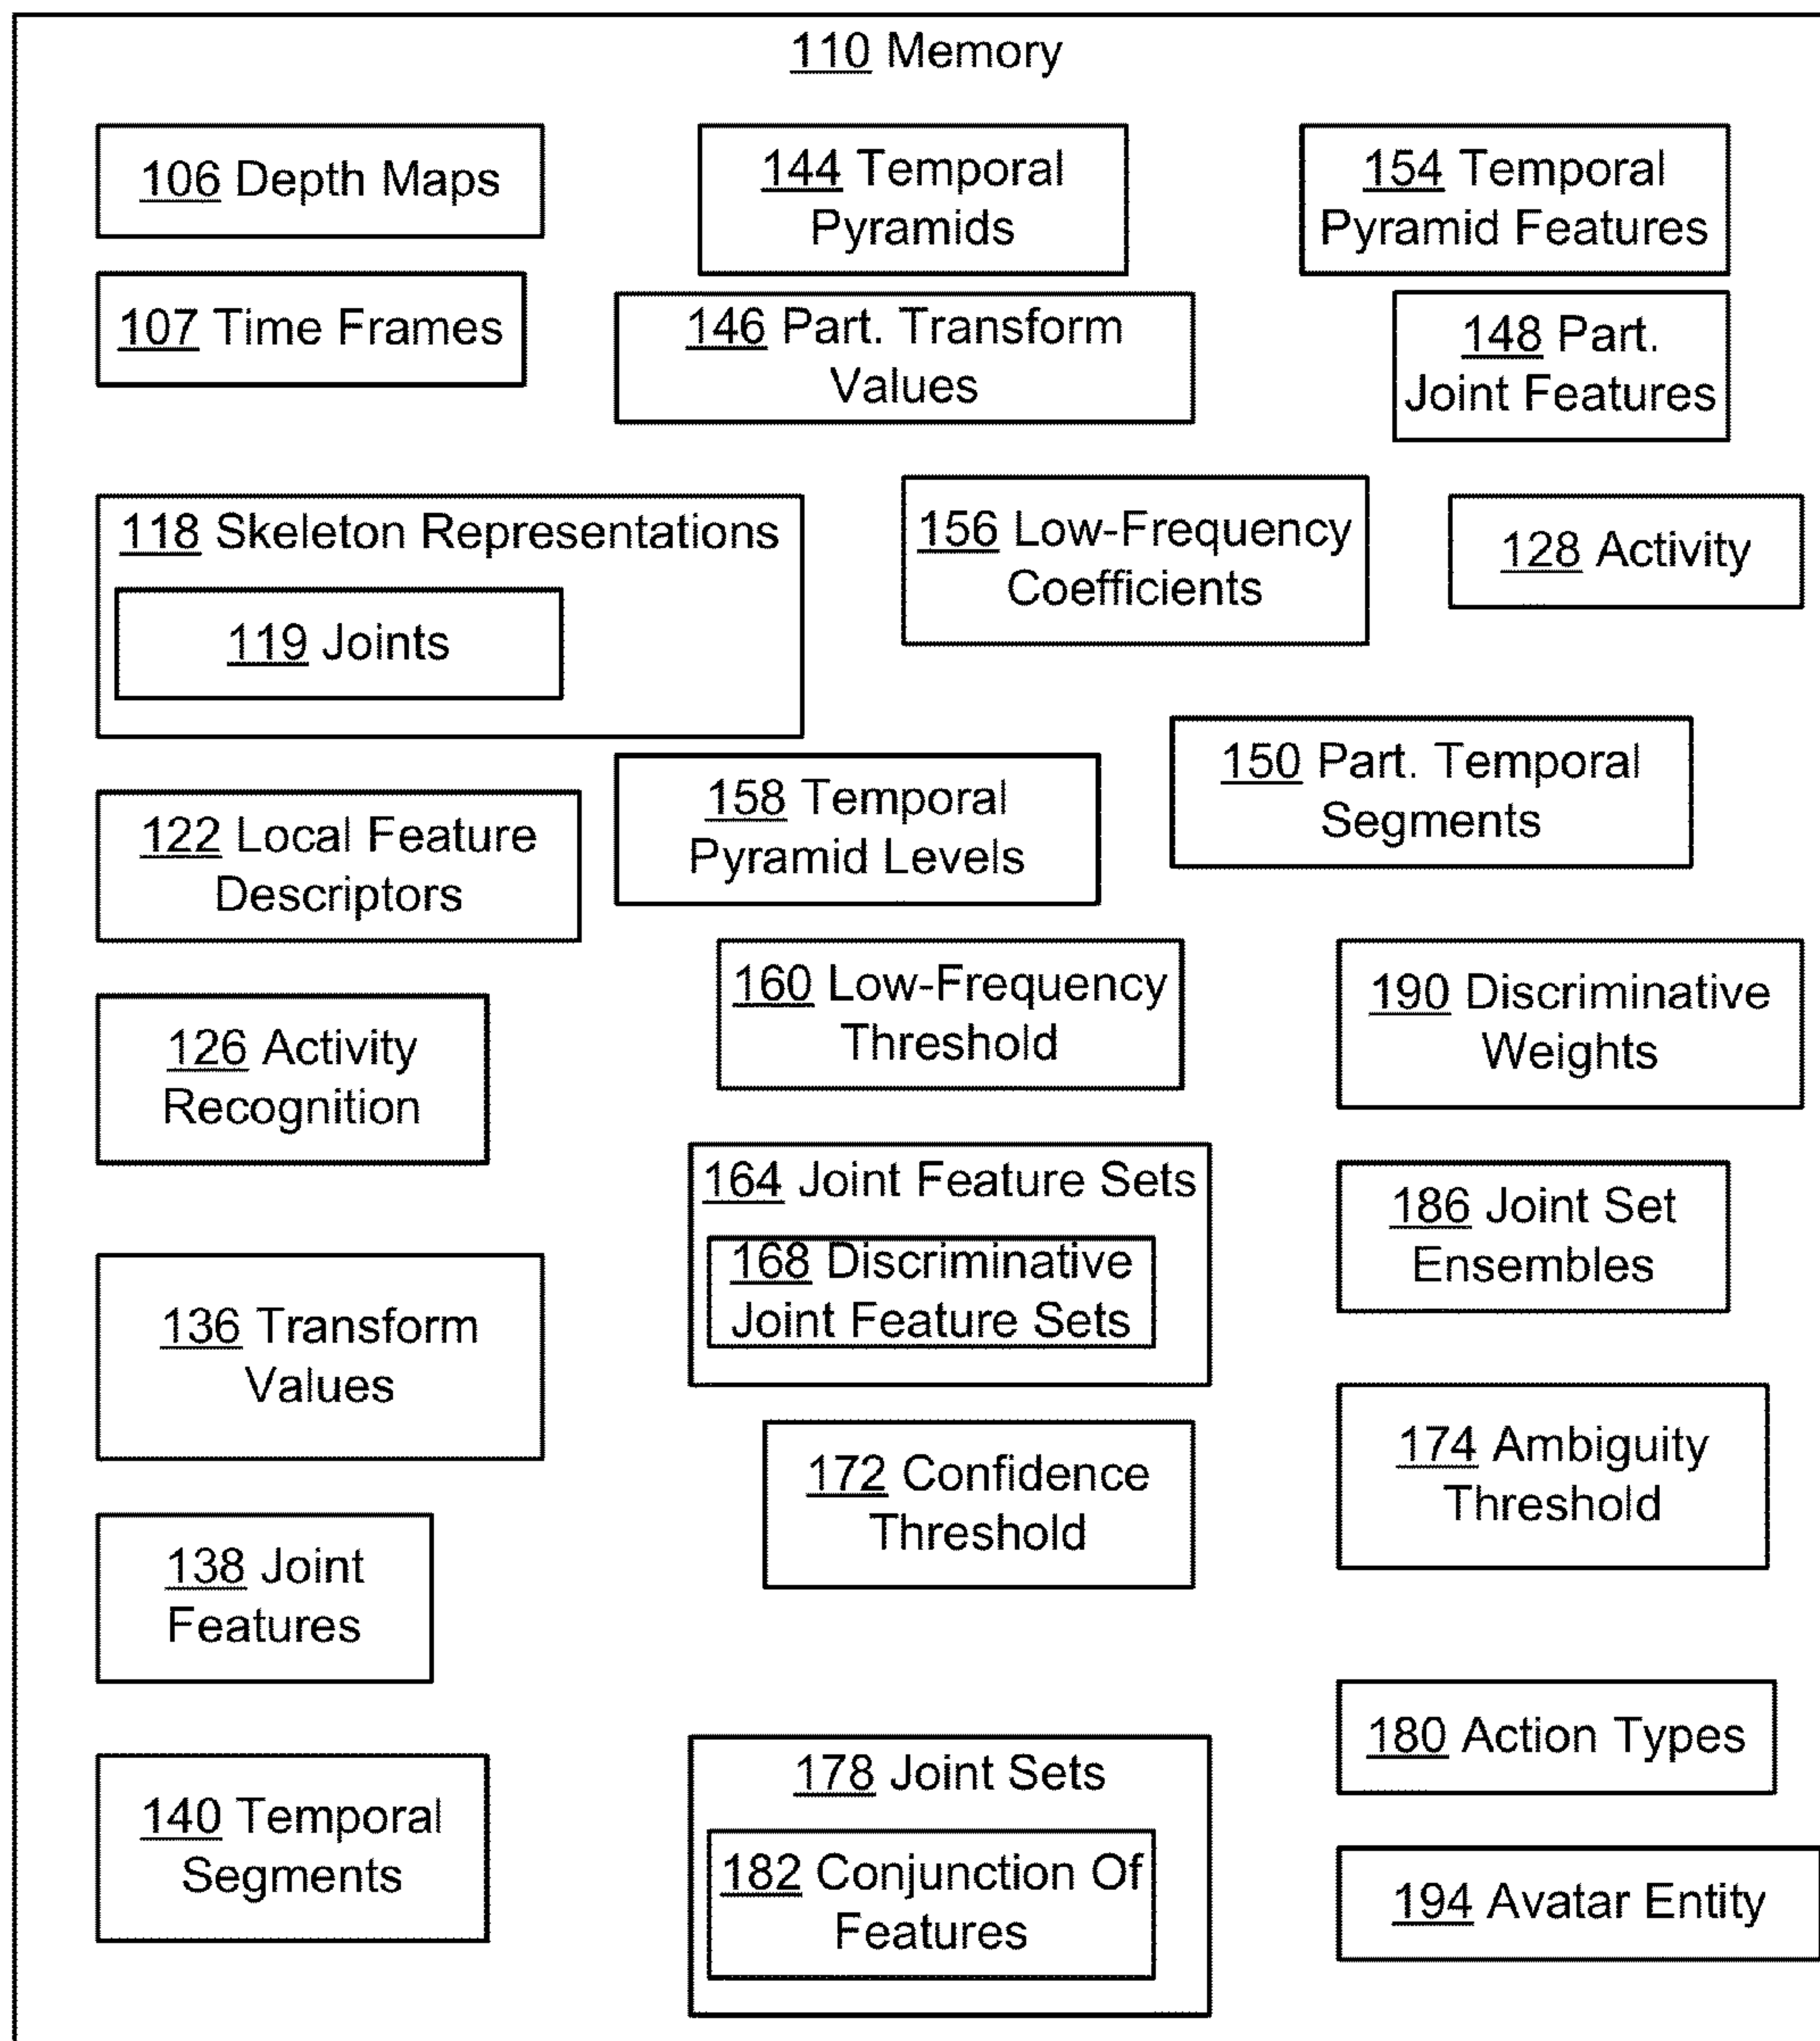 110 Memory
106 Depth Maps
144 Temporal
Pyramids
154 Temporal
Pyramid Features
107 Time Frames
146 Part. Transform
Values
148 Part.
Joint Features
118 Skeleton Representations
119 Joints
156 Low-Frequency
Coefficients
128 Activity
158 Temporal
Pyramid Levels
150 Part. Temporal
Segments
122 Local Feature
Descriptors
160 Low-Frequency
Threshold
190 Discriminative
Weights
126 Activity
Recognition
164 Joint Feature Sets
168 Discriminative
Joint Feature Sets
186 Joint Set
Ensembles
136 Transform
Values
172 Confidence
Threshold
174 Ambiguity
Threshold
138 Joint
Features
180 Action Types
140 Temporal
Segments
178 Joint Sets
182 Conjunction Of
Features
194 Avatar Entity